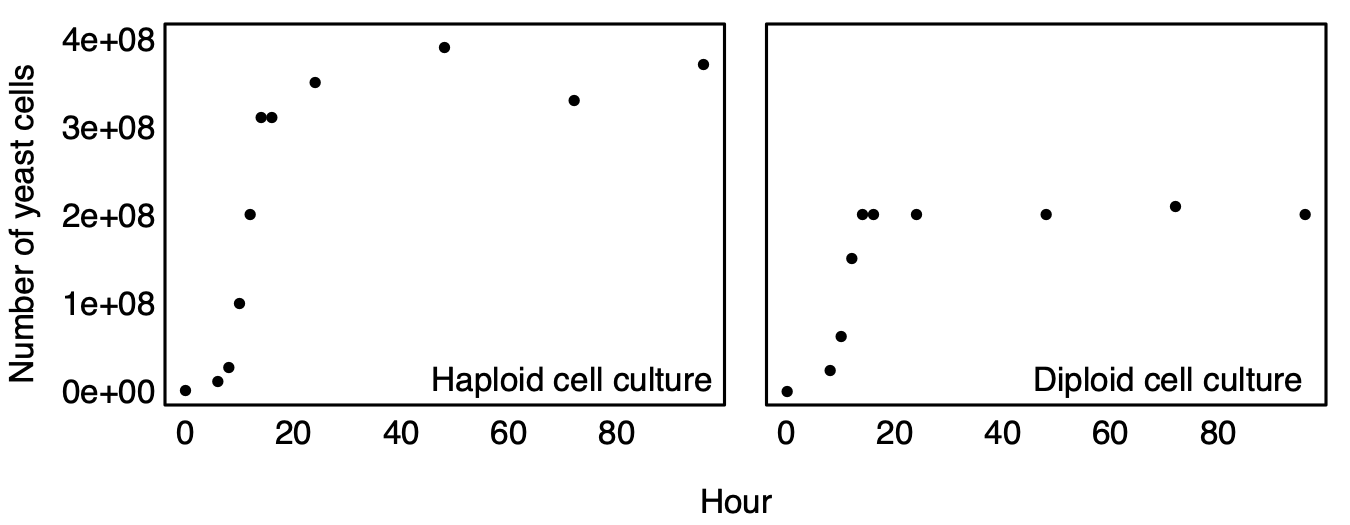 Number of yeast cells
4e+08
3e+08
2e+08
1e+08
0e+00
Haploid cell culture
Diploid cell culture
0 20 40 60 80
0 20 40 60 80
Hour